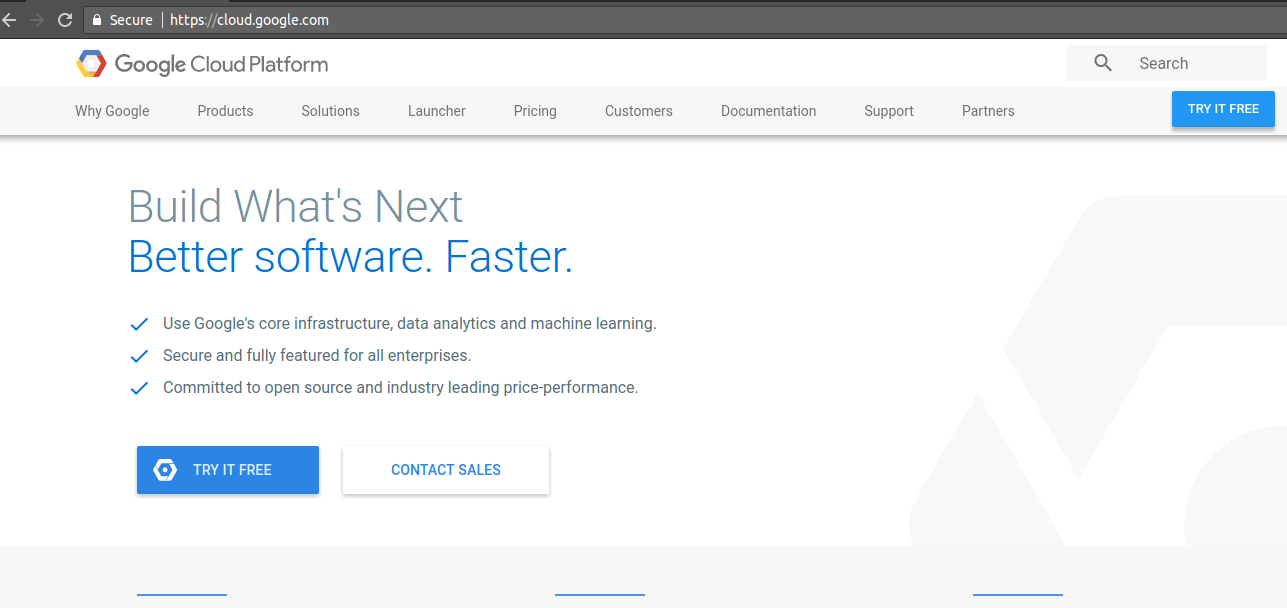 Secure https://cloud.google.com
Google Cloud Platform
Search
Why Google Products Solutions Launcher Pricing Customers Documentation Support Partners TRY IT FREE
Build What's Next
Better software. Faster.
Use Google's core infrastructure, data analytics and machine learning.
Secure and fully featured for all enterprises.
Committed to open source and industry leading price-performance.
TRY IT FREE CONTACT SALES